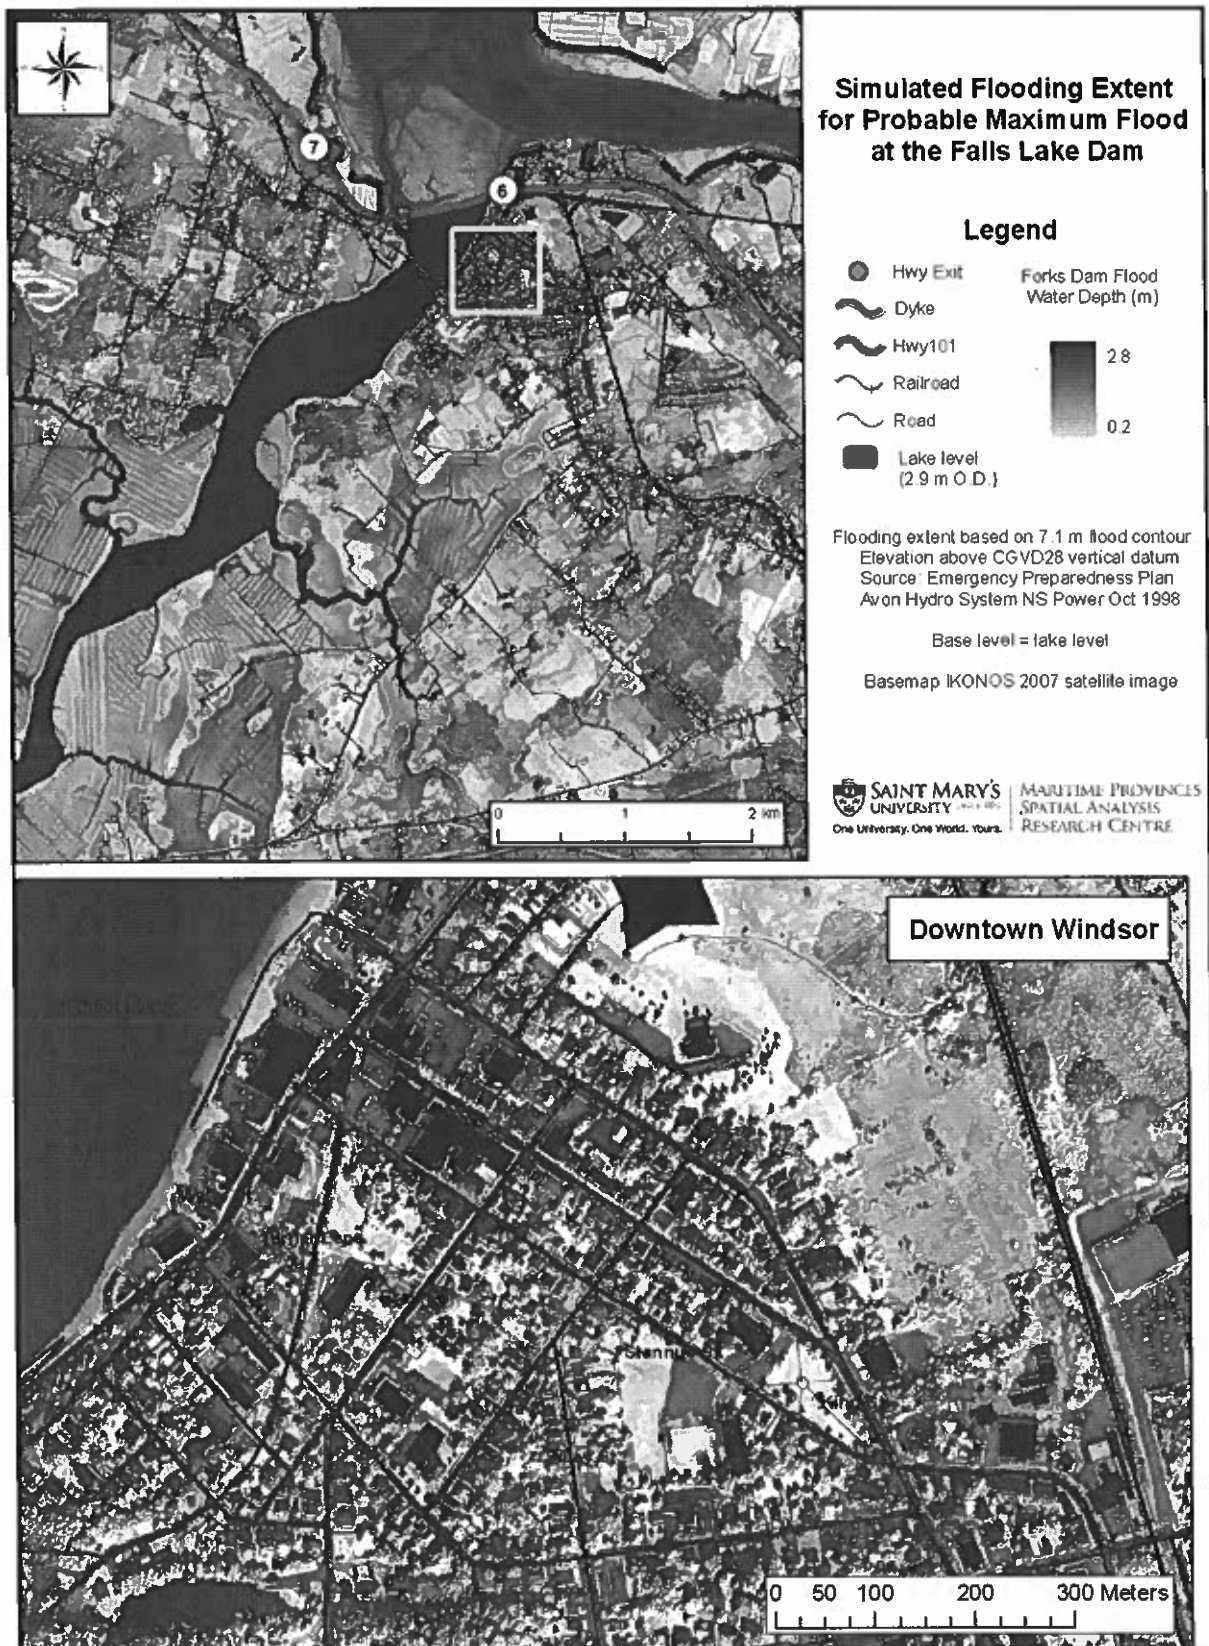 Simulated Flooding Extent
for Probable Maximum Flood
at the Falls Lake Dam
7
6
Legend
Hwy Exit
Dyke
Hwy101
Railroad
Road
Lake level
(2.9 m O.D.)
Forks Dam Flood
Water Depth (m)
2.8
0.2
Flooding extent based on 7.1 m flood contour
Elevation above CGVD28 vertical datum
Source: Emergency Preparedness Plan
Avon Hydro System NS Power Oct 1998
Base level = lake level
Basemap IKONOS 2007 satellite image
0 1 2 km
SAINT MARY'S
UNIVERSITY
One University. One World. Yours.
MARITIME PROVINCES
SPATIAL ANALYSIS
RESEARCH CENTRE
Downtown Windsor
0 50 100 200 300 Meters